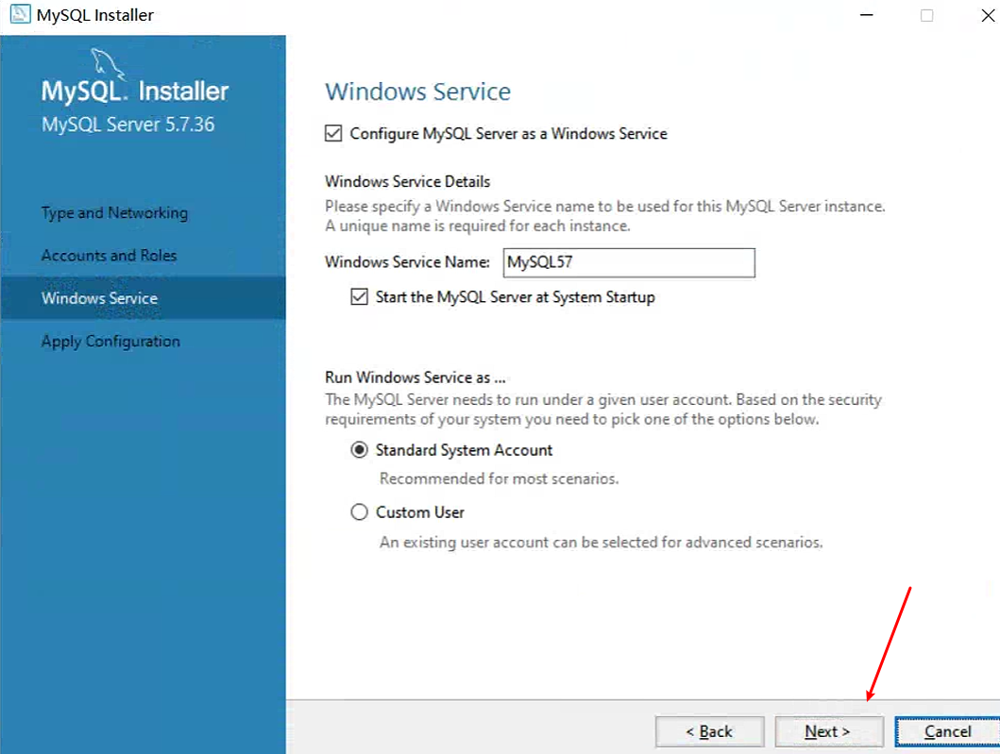 MySQL Installer
MySQL. Installer
MySQL Server 5.7.36
Type and Networking
Accounts and Roles
Windows Service
Apply Configuration
Windows Service
Configure MySQL Server as a Windows Service
Windows Service Details
Please specify a Windows Service name to be used for this MySQL Server instance.
A unique name is required for each instance.
Windows Service Name: MySQL57
Start the MySQL Server at System Startup
Run Windows Service as ...
The MySQL Server needs to run under a given user account. Based on the security
requirements of your system you need to pick one of the options below.
Standard System Account
Recommended for most scenarios.
Custom User
An existing user account can be selected for advanced scenarios.
< Back Next > Cancel